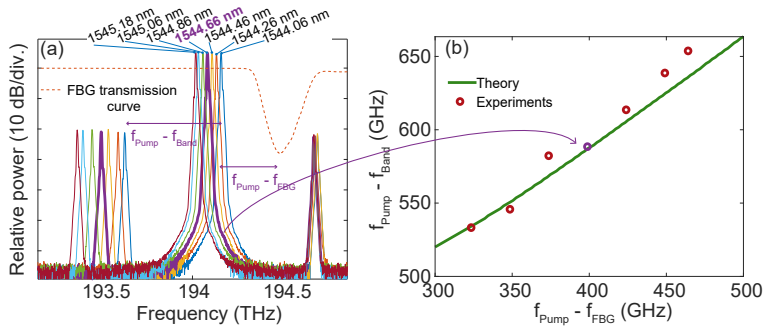 (a)
1545.18 nm
1545.06 nm
1544.86 nm
1544.66 nm
1544.46 nm
1544.26 nm
1544.06 nm
FBG transmission
curve
f_Pump - f_Band
f_Pump - f_FBG
Relative power (10 dB/div.)
193.5
194
194.5
Frequency (THz)
(b)
Theory
Experiments
f_Pump - f_Band (GHz)
650
600
550
500
300
350
400
450
500
f_Pump - f_FBG (GHz)